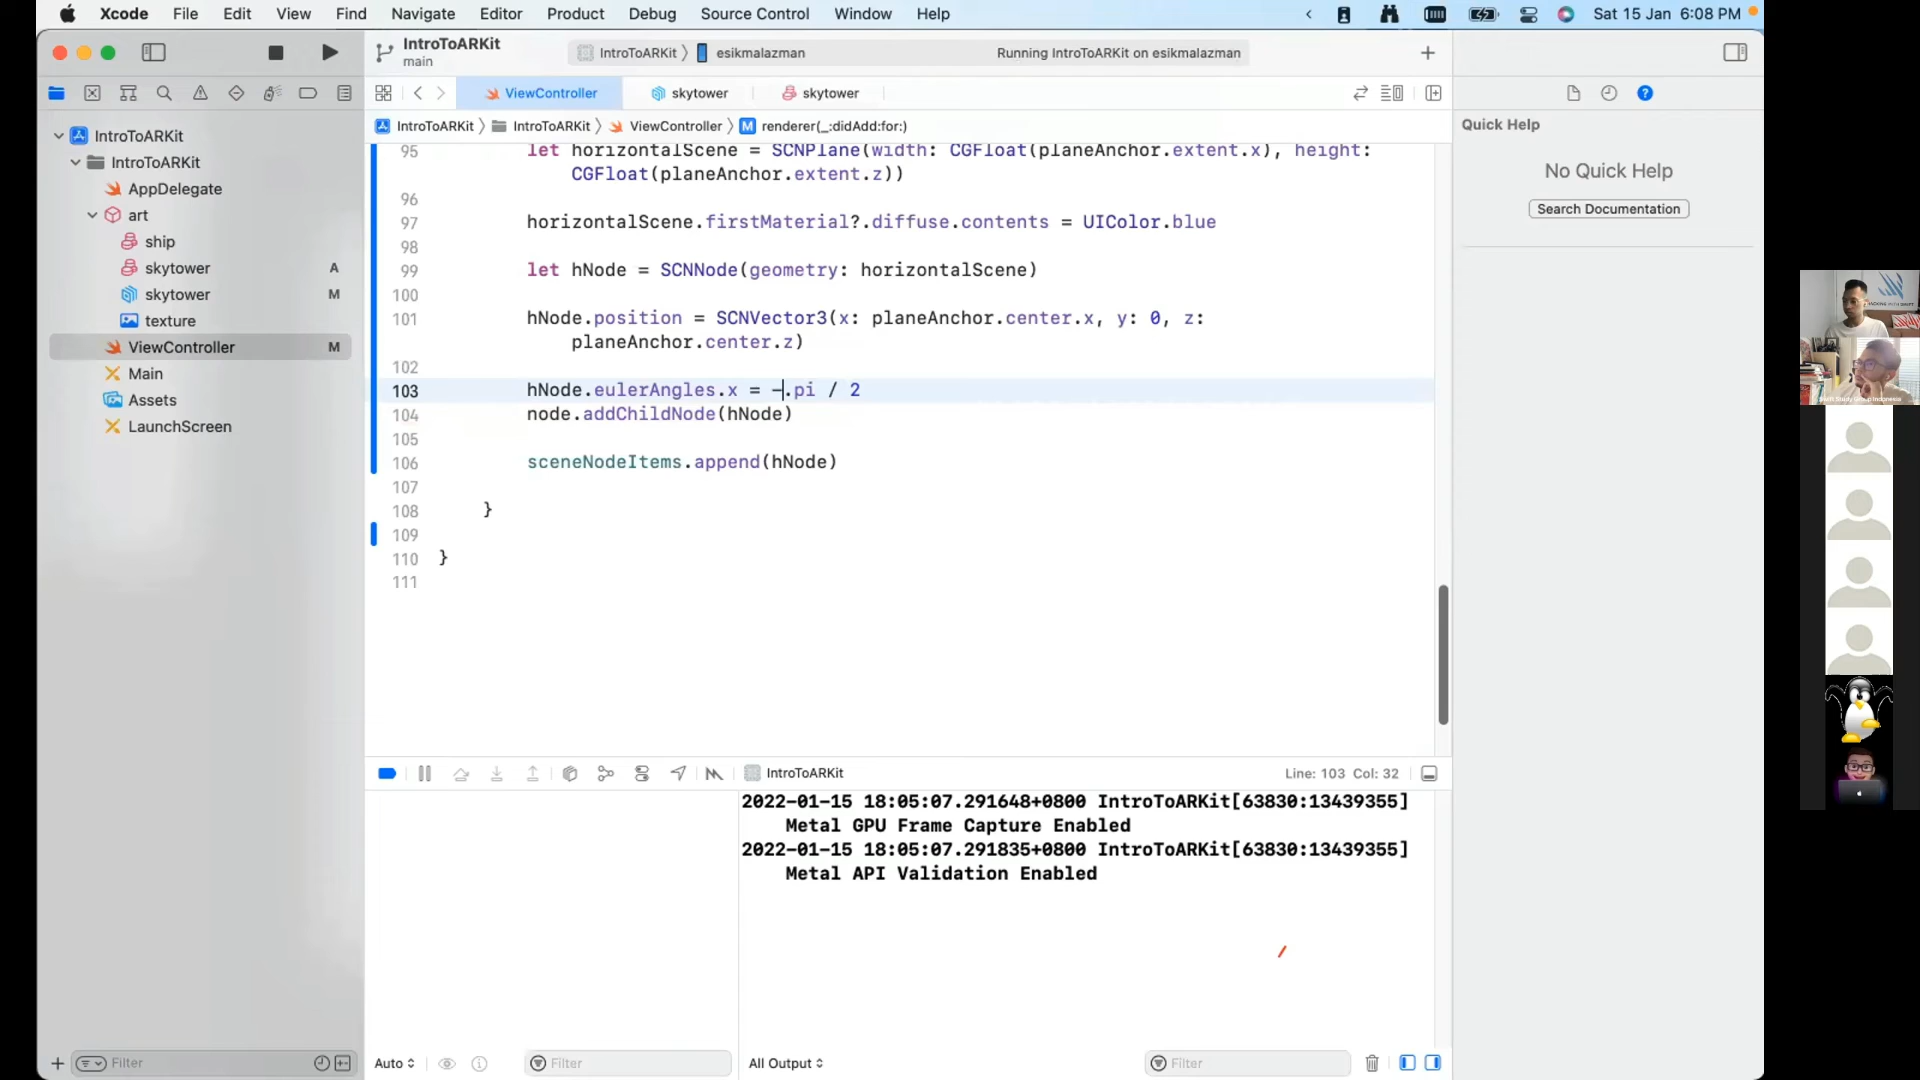 Xcode File Edit View Find Navigate Editor Product Debug Source Control Window Help Sat 15 Jan 6:08 PM
IntroToARKit
main
IntroToARKit esikmalazman Running IntroToARKit on esikmalazman
ViewController skytower skytower
IntroToARKit IntroToARKit ViewController M renderer(_:didAdd:for:)
Quick Help
No Quick Help
Search Documentation
IntroToARKit
IntroToARKit
AppDelegate
art
ship
skytower A
skytower M
texture
ViewController M
Main
Assets
LaunchScreen
95 let horizontalScene = SCNPlane(width: CGFloat(planeAnchor.extent.x), height:
CGFloat(planeAnchor.extent.z))
96
97 horizontalScene.firstMaterial?.diffuse.contents = UIColor.blue
98
99 let hNode = SCNNode(geometry: horizontalScene)
100
101 hNode.position = SCNVector3(x: planeAnchor.center.x, y: 0, z:
planeAnchor.center.z)
102
103 hNode.eulerAngles.x = -.pi / 2
104 node.addChildNode(hNode)
105
106 sceneNodeItems.append(hNode)
107
108 }
109
110 }
111
IntroToARKit Line: 103 Col: 32
2022-01-15 18:05:07.291648+0800 IntroToARKit[63830:13439355]
Metal GPU Frame Capture Enabled
2022-01-15 18:05:07.291835+0800 IntroToARKit[63830:13439355]
Metal API Validation Enabled
Filter Auto Filter All Output Filter